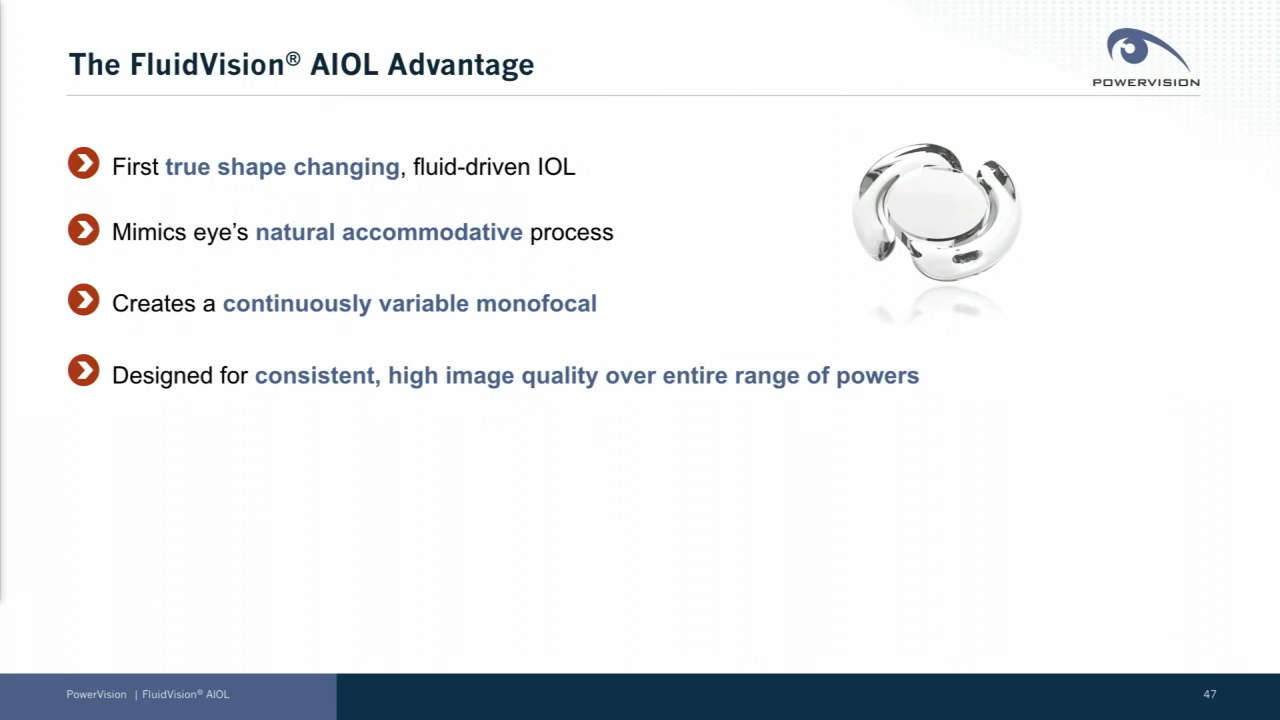 The FluidVision® AIOL Advantage
POWERVISION
First true shape changing, fluid-driven IOL
Mimics eye’s natural accommodative process
Creates a continuously variable monofocal
Designed for consistent, high image quality over entire range of powers
PowerVision | FluidVision® AIOL
47